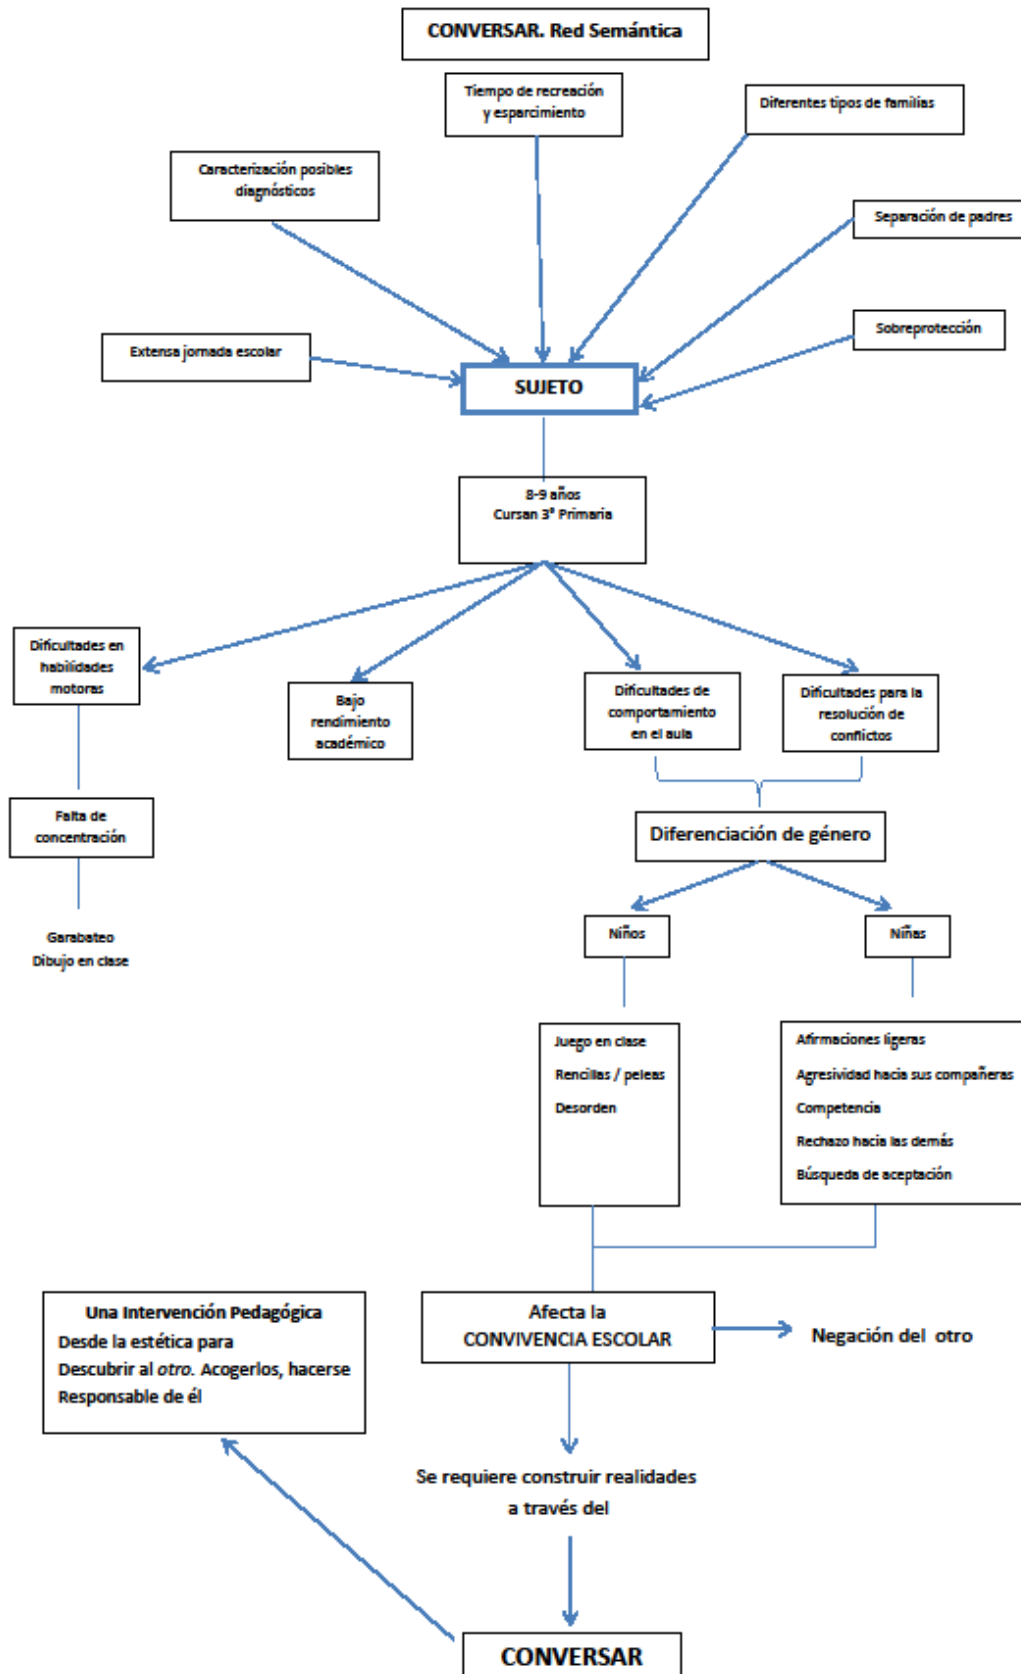 CONVERSAR. Red Semántica
Tiempo de recreación
y esparcimiento
Diferentes tipos de familias
Caracterización posibles
diagnósticos
Separación de padres
Extensa jornada escolar
Sobreprotección
SUJETO
8-9 años
Cursan 3º Primaria
Dificultades en
habilidades
motoras
Bajo
rendimiento
académico
Dificultades de
comportamiento
en el aula
Dificultades para la
resolución de
conflictos
Falta de
concentración
Diferenciación de género
Garabateo
Dibujo en clase
Niños
Niñas
Juego en clase
Rencillas / peleas
Desorden
Afirmaciones ligeras
Agresividad hacia sus compañeras
Competencia
Rechazo hacia las demás
Búsqueda de aceptación
Una Intervención Pedagógica
Desde la estética para
Descubrir al otro. Acogerlos, hacerse
Responsable de él
Afecta la
CONVIVENCIA ESCOLAR
Negación del otro
Se requiere construir realidades
a través del
CONVERSAR